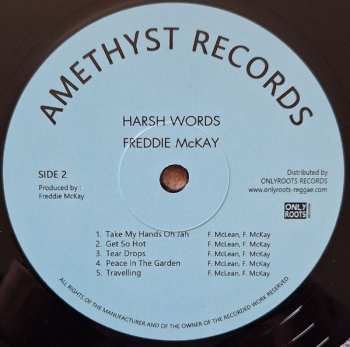 AMETHYST RECORDS
HARSH WORDS
FREDDIE McKAY
SIDE 2
Produced by :
Freddie McKay
Distributed by
ONLYROOTS RECORDS
www.onlyroots-reggae.com
ONLY
ROOTS
1. Take My Hands Oh Jah F. McLean, F. McKay
2. Get So Hot F. McLean, F. McKay
3. Tear Drops F. McLean, F. McKay
4. Peace In The Garden F. McLean, F. McKay
5. Travelling F. McLean, F. McKay
ALL RIGHTS OF THE MANUFACTURER AND OF THE OWNER OF THE RECORDED WORK RESERVED.